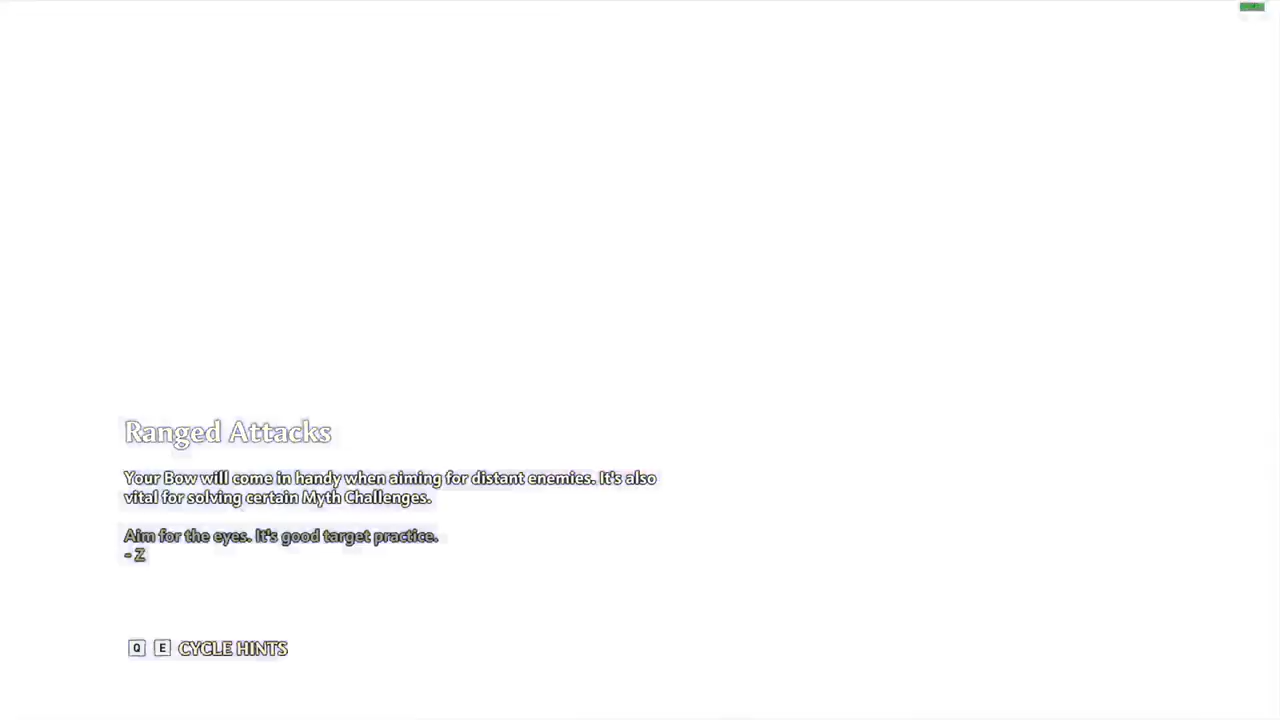 Ranged Attacks
Your Bow will come in handy when aiming for distant enemies. It's also
vital for solving certain Myth Challenges.
Aim for the eyes. It's good target practice.
- Z
Q E CYCLE HINTS